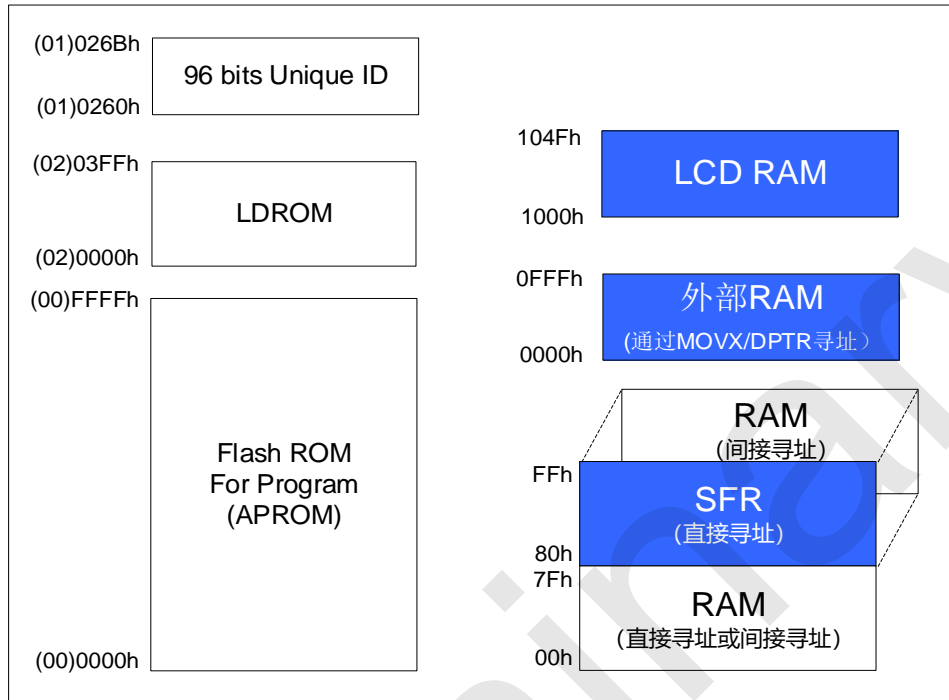 (01)026Bh
96 bits Unique ID
(01)0260h
(02)03FFh
LDROM
(02)0000h
(00)FFFFh
Flash ROM
For Program
(APROM)
(00)0000h
104Fh
LCD RAM
1000h
0FFFh
外部RAM
(通过MOVX/DPTR寻址）
0000h
RAM
(间接寻址)
FFh
SFR
(直接寻址)
80h
7Fh
RAM
(直接寻址或间接寻址)
00h